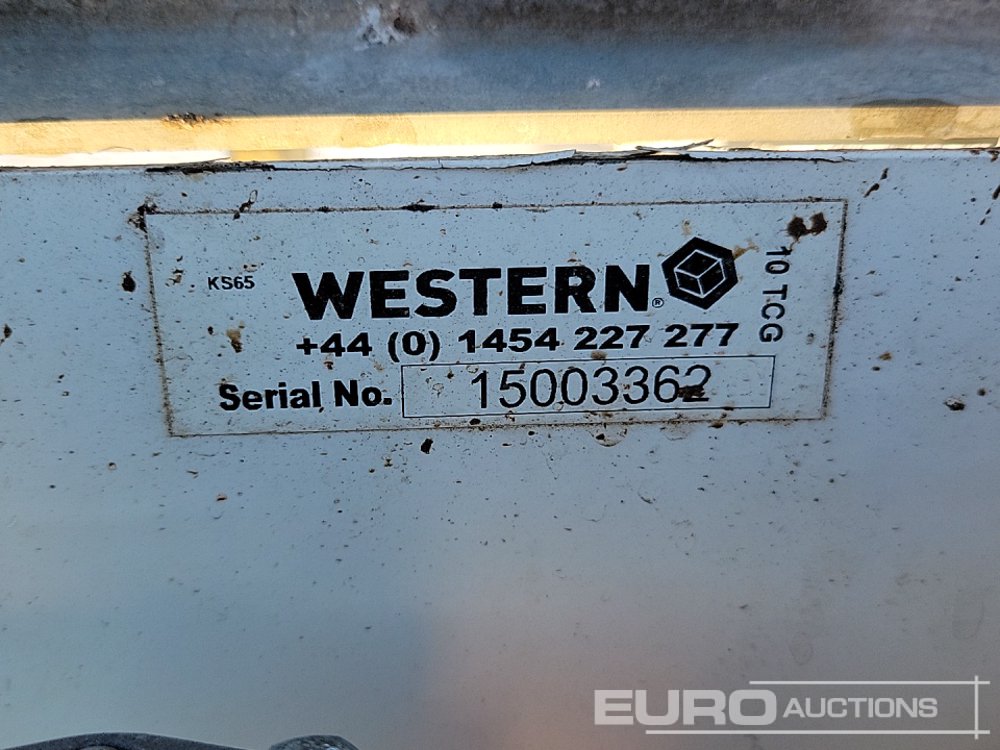 KS65
WESTERN®
10 TCG
+44 (0) 1454 227 277
Serial No. 15003362
EURO AUCTIONS